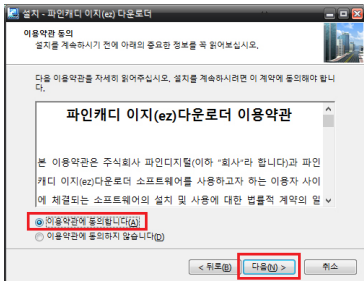 설치 - 파인캐디 이지(ez) 다운로더
이용약관 동의
설치를 계속하시기 전에 아래의 중요한 정보를 꼭 읽어보십시오.
다음 이용약관을 자세히 읽어주십시오. 설치를 계속하시려면 이 계약에 동의해야 합니
다.
파인캐디 이지(ez)다운로더 이용약관
본 이용약관은 주식회사 파인디지털(이하 "회사"라 합니다)과 파인
캐디 이지(ez)다운로더 소프트웨어를 사용하고자 하는 이용자 사이
에 체결되는 소프트웨어의 설치 및 사용에 대한 법률적 계약의 일
이용약관에 동의합니다(A)
이용약관에 동의하지 않습니다(D)
< 뒤로(B)
다음(N) >
취소